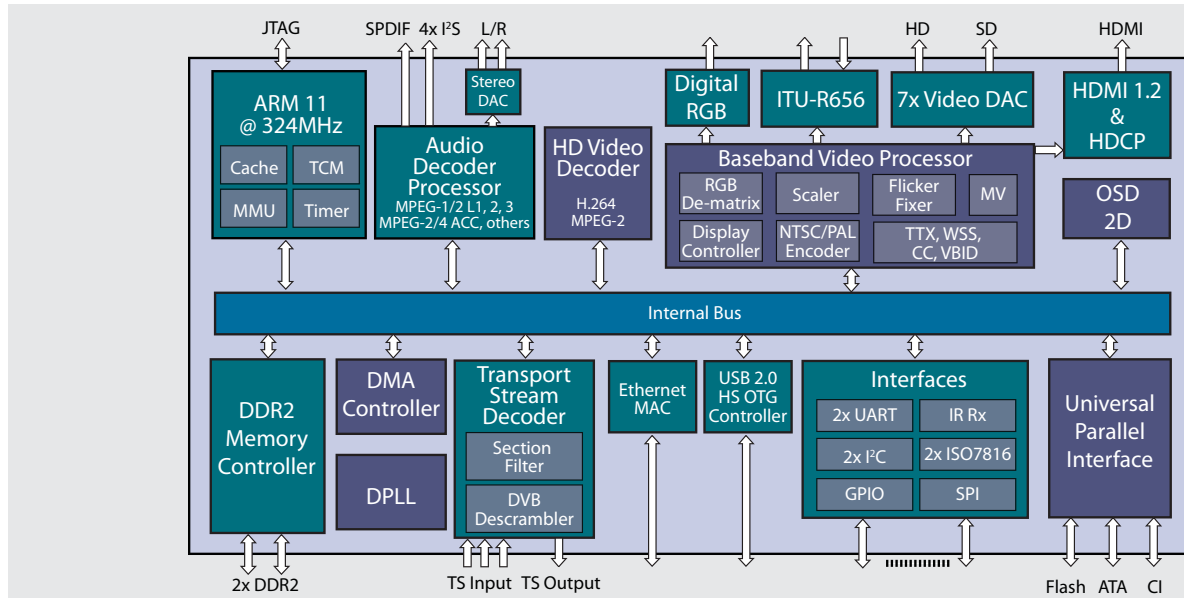 JTAG
SPDIF 4x I²S L/R
HD SD
HDMI
ARM 11
@ 324MHz
Cache
TCM
MMU
Timer
Stereo
DAC
Audio
Decoder
Processor
MPEG-1/2 L1, 2, 3
MPEG-2/4 ACC, others
HD Video
Decoder
H.264
MPEG-2
Digital
RGB
ITU-R656
7x Video DAC
HDMI 1.2
&
HDCP
Baseband Video Processor
RGB
De-matrix
Scaler
Flicker
Fixer
MV
Display
Controller
NTSC/PAL
Encoder
TTX, WSS,
CC, VBID
OSD
2D
Internal Bus
DDR2
Memory
Controller
DMA
Controller
DPLL
Transport
Stream
Decoder
Section
Filter
DVB
Descrambler
Ethernet
MAC
USB 2.0
HS OTG
Controller
Interfaces
2x UART
IR Rx
2x I²C
2x ISO7816
GPIO
SPI
Universal
Parallel
Interface
2x DDR2
TS Input TS Output
Flash ATA CI